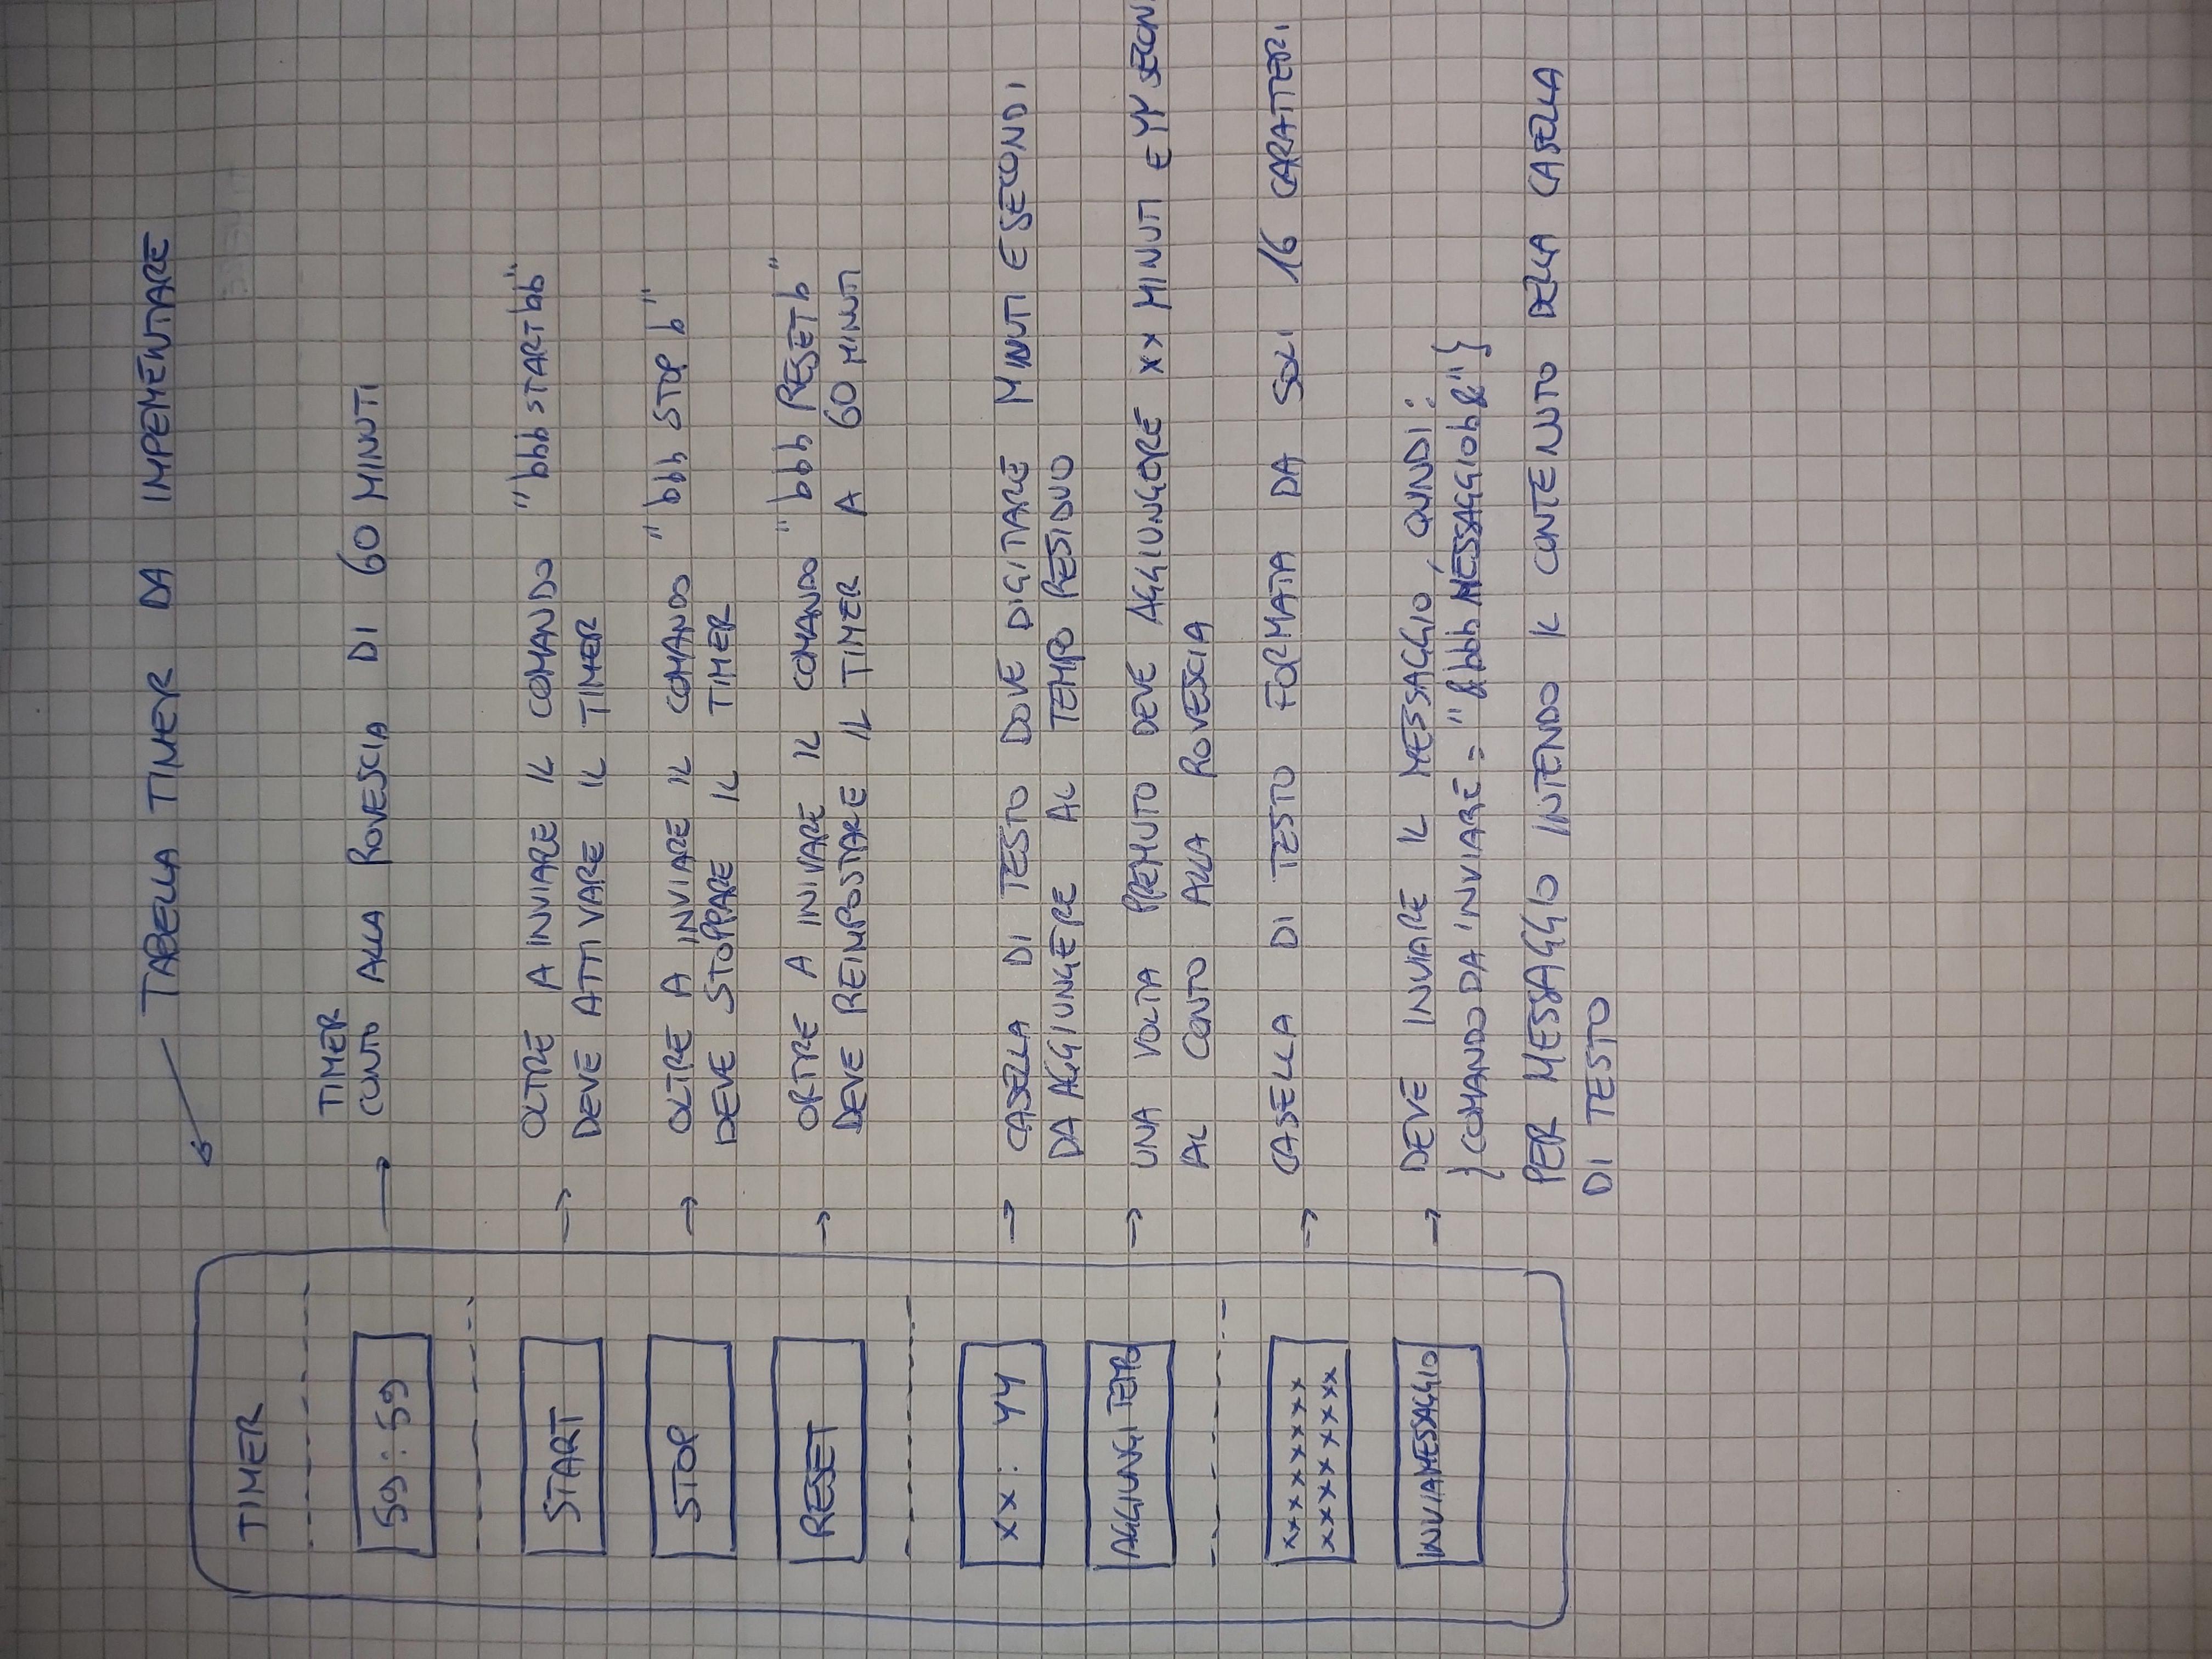 TABELLA TIMER DA IMPEMENTARE
TIMER
59:59
TIMER
CONTO ALLA ROVESCIA DI 60 MINUTI
START
OLTRE A INVIARE IL COMANDO "bbb START bb"
DEVE ATTIVARE IL TIMER
STOP
OLTRE A INVIARE IL COMANDO "bbb STOP b"
DEVE STOPPARE IL TIMER
RESET
ORTRE A INIVARE IL COMANDO "bbb RESET b"
DEVE REIMPOSTARE IL TIMER A 60 MINUTI
XX: YY
CASELLA DI TESTO DOVE DIGITARE MINUTI E SECONDI
DA AGGIUNGERE AL TEMPO RESIDUO
AGGIUNGI TEMPO
UNA VOLTA PREMUTO DEVE AGGIUNGERE XX MINUTI E YY SECON
AL CONTO ALLA ROVESCIA
XXXXXXXX
XXXXXXXX
CASELLA DI TESTO FORMATA DA SOLI 16 CARATTERI
INVIA MESSAGGIO
DEVE INVIARE IL MESSAGGIO, QUNDI:
{COMANDO DA INVIARE = "&bbb MESSAGGIO b&"}
PER MESSAGGIO INTENDO IL CONTENUTO DELLA CASELLA
DI TESTO